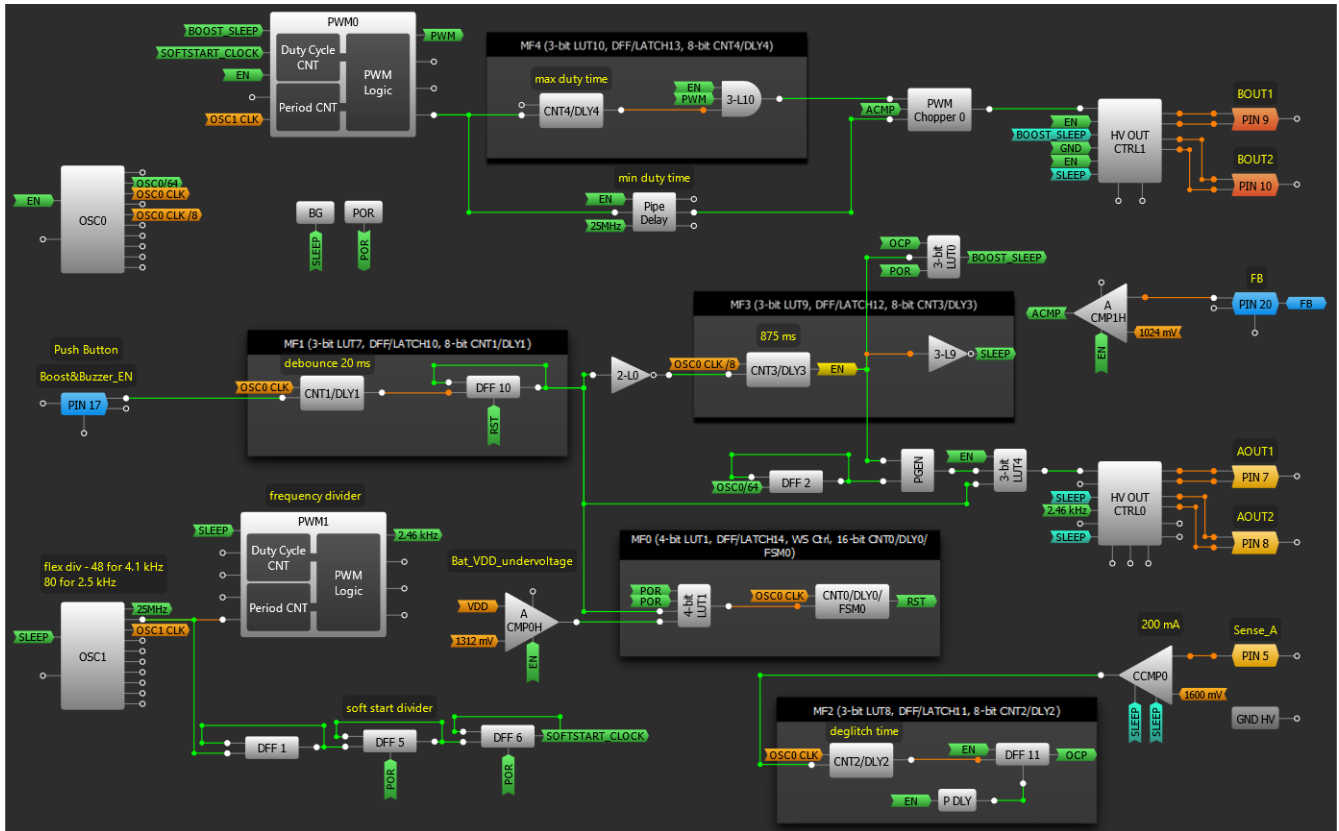 PWM0
BOOST_SLEEP
SOFTSTART_CLOCK
EN
OSC1 CLK
Duty Cycle
CNT
Period CNT
PWM
Logic
PWM
MF4 (3-bit LUT10, DFF/LATCH13, 8-bit CNT4/DLY4)
max duty time
CNT4/DLY4
EN
PWM
3-L10
ACMP
PWM
Chopper 0
EN
BOOST_SLEEP
GND
EN
SLEEP
HV OUT
CTRL1
BOUT1
PIN 9
BOUT2
PIN 10
EN
OSC0
OSC0/64
OSC0 CLK
OSC0 CLK /8
BG
SLEEP
POR
POR
min duty time
EN
25MHz
Pipe
Delay
OCP
POR
3-bit
LUT0
BOOST_SLEEP
ACMP
A
CMP1H
EN
1024 mV
FB
PIN 20
FB
Push Button
Boost&Buzzer_EN
PIN 17
MF1 (3-bit LUT7, DFF/LATCH10, 8-bit CNT1/DLY1)
debounce 20 ms
OSC0 CLK
CNT1/DLY1
DFF 10
RST
2-L0
MF3 (3-bit LUT9, DFF/LATCH12, 8-bit CNT3/DLY3)
875 ms
OSC0 CLK /8
CNT3/DLY3
EN
3-L9
SLEEP
OSC0/64
DFF 2
PGEN
EN
3-bit
LUT4
SLEEP
2.46 kHz
SLEEP
HV OUT
CTRL0
AOUT1
PIN 7
AOUT2
PIN 8
frequency divider
PWM1
SLEEP
Duty Cycle
CNT
Period CNT
PWM
Logic
2.46 kHz
flex div - 48 for 4.1 kHz
80 for 2.5 kHz
SLEEP
OSC1
25MHz
OSC1 CLK
Bat_VDD_undervoltage
VDD
1312 mV
A
CMP0H
EN
MF0 (4-bit LUT1, DFF/LATCH14, WS Ctrl, 16-bit CNT0/DLY0/
FSM0)
POR
POR
4-bit
LUT1
OSC0 CLK
CNT0/DLY0/
FSM0
RST
200 mA
CCMP0
SLEEP
SLEEP
1600 mV
Sense_A
PIN 5
GND HV
soft start divider
DFF 1
DFF 5
POR
DFF 6
POR
SOFTSTART_CLOCK
MF2 (3-bit LUT8, DFF/LATCH11, 8-bit CNT2/DLY2)
deglitch time
OSC0 CLK
CNT2/DLY2
EN
DFF 11
OCP
EN
P DLY